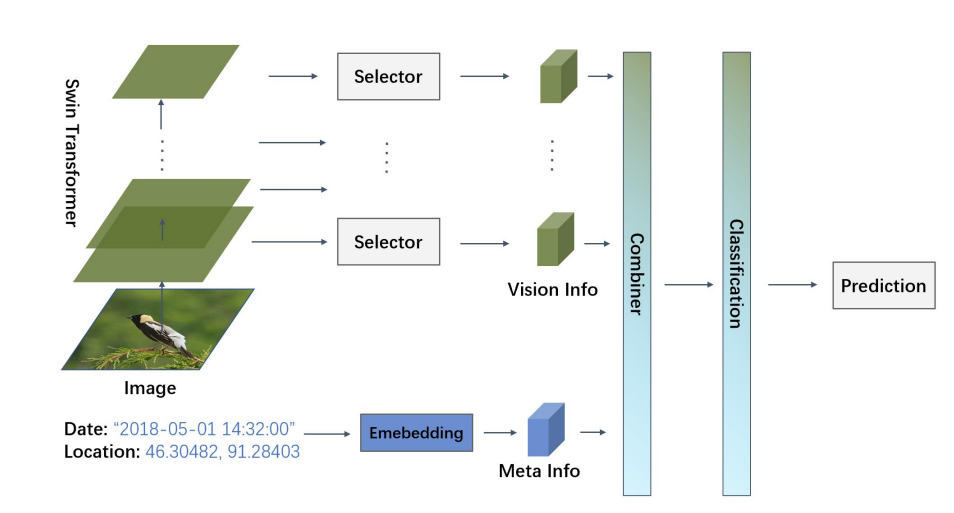 Swin Transformer
Selector
Selector
Vision Info
Image
Date: “2018-05-01 14:32:00”
Location: 46.30482, 91.28403
Emebedding
Meta Info
Combiner
Classification
Prediction